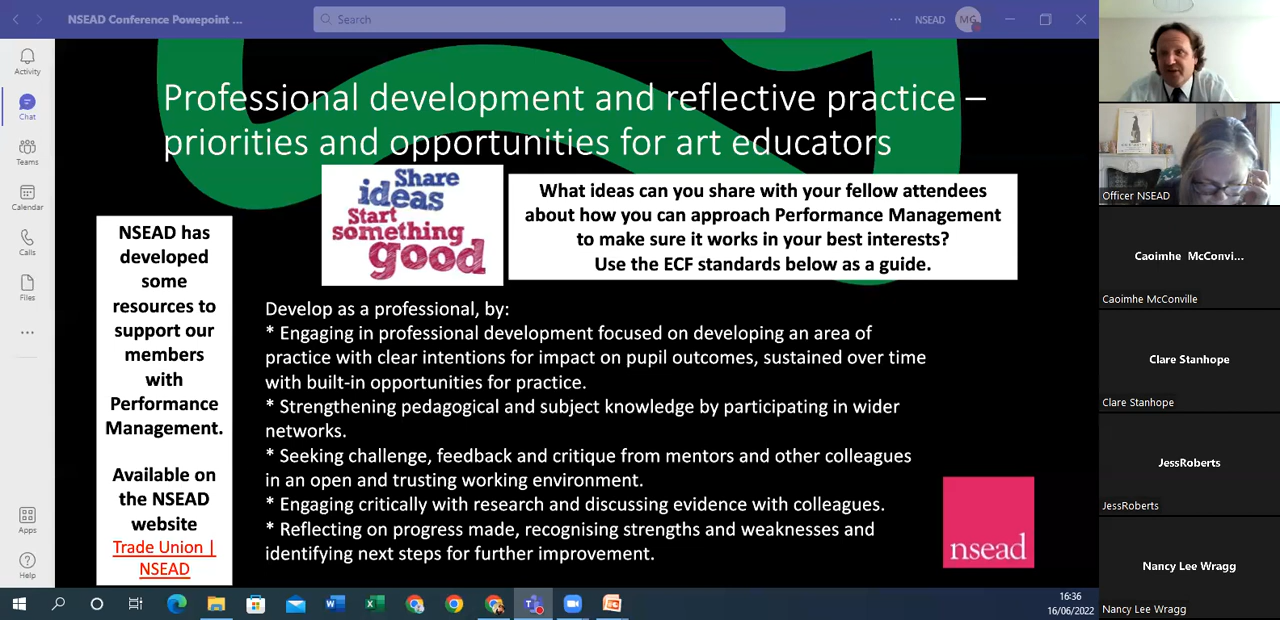 NSEAD Conference Powepoint ...
Search
...
NSEAD
MG
Activity
Chat
Teams
Calendar
Calls
Files
...
Apps
Help
Professional development and reflective practice –
priorities and opportunities for art educators
Share
ideas
Start
something
good
What ideas can you share with your fellow attendees
about how you can approach Performance Management
to make sure it works in your best interests?
Use the ECF standards below as a guide.
NSEAD has
developed
some
resources to
support our
members
with
Performance
Management.
Available on
the NSEAD
website
Trade Union |
NSEAD
Develop as a professional, by:
* Engaging in professional development focused on developing an area of
practice with clear intentions for impact on pupil outcomes, sustained over time
with built-in opportunities for practice.
* Strengthening pedagogical and subject knowledge by participating in wider
networks.
* Seeking challenge, feedback and critique from mentors and other colleagues
in an open and trusting working environment.
* Engaging critically with research and discussing evidence with colleagues.
* Reflecting on progress made, recognising strengths and weaknesses and
identifying next steps for further improvement.
nsead
Officer NSEAD
Caoimhe McConvi...
Caoimhe McConville
Clare Stanhope
Clare Stanhope
JessRoberts
JessRoberts
Nancy Lee Wragg
Nancy Lee Wragg
16:36
16/06/2022